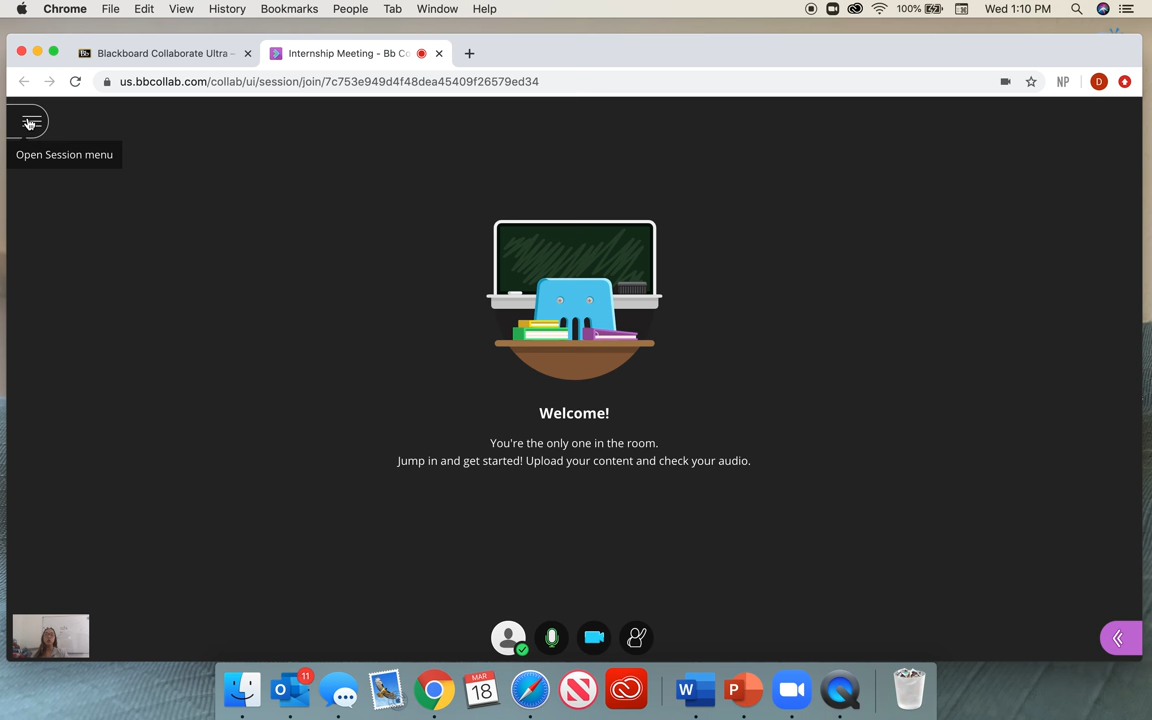 Chrome File Edit View History Bookmarks People Tab Window Help 100% Wed 1:10 PM
Bb Blackboard Collaborate Ultra – Internship Meeting - Bb Co
us.bbcollab.com/collab/ui/session/join/7c753e949d4f48dea45409f26579ed34 NP D
Open Session menu
Welcome!
You're the only one in the room.
Jump in and get started! Upload your content and check your audio.
11
MAR
18
W
P